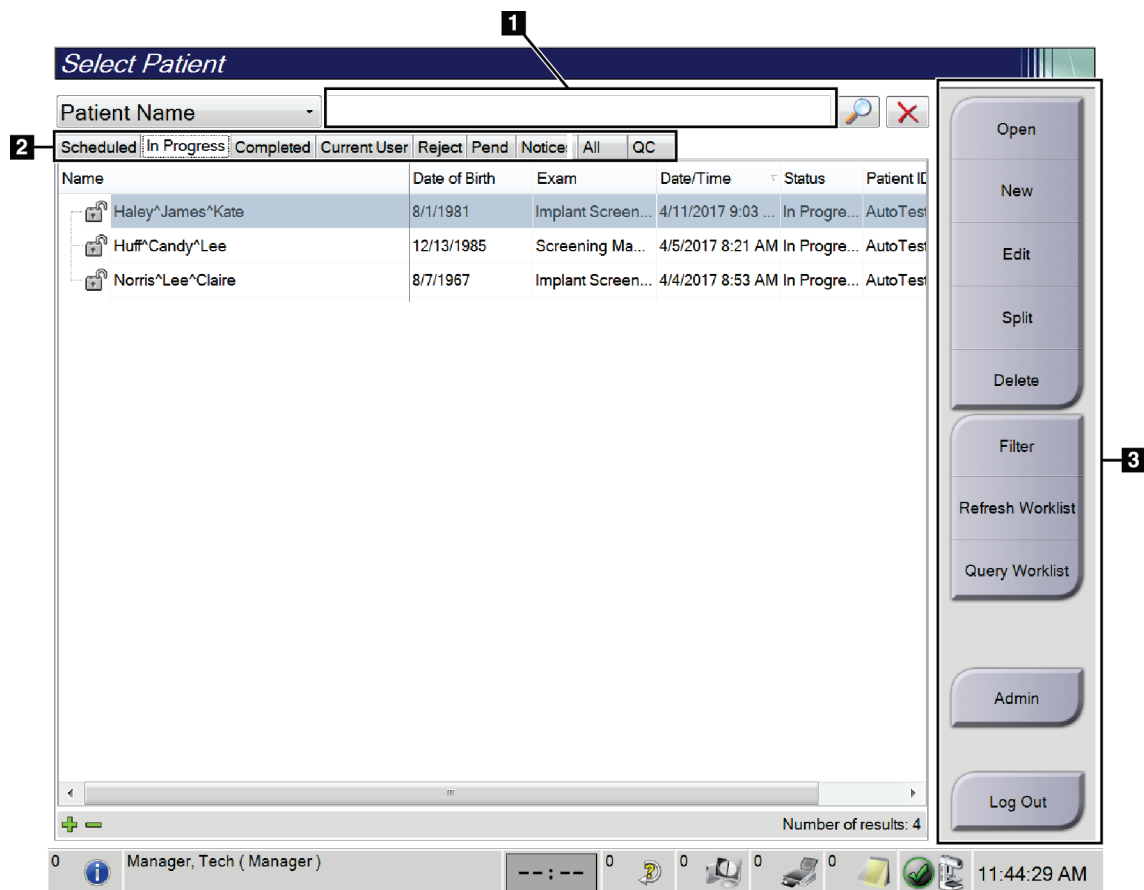 1
Select Patient
Patient Name
2
Scheduled In Progress Completed Current User Reject Pend Notice All QC
Name Date of Birth Exam Date/Time Status Patient ID
Haley^James^Kate 8/1/1981 Implant Screen... 4/11/2017 9:03 ... In Progre... AutoTest
Huff^Candy^Lee 12/13/1985 Screening Ma... 4/5/2017 8:21 AM In Progre... AutoTest
Norris^Lee^Claire 8/7/1967 Implant Screen... 4/4/2017 8:53 AM In Progre... AutoTest
Open
New
Edit
Split
Delete
Filter
3
Refresh Worklist
Query Worklist
Admin
Log Out
Number of results: 4
0 Manager, Tech ( Manager ) --:-- 0 0 0 0 11:44:29 AM